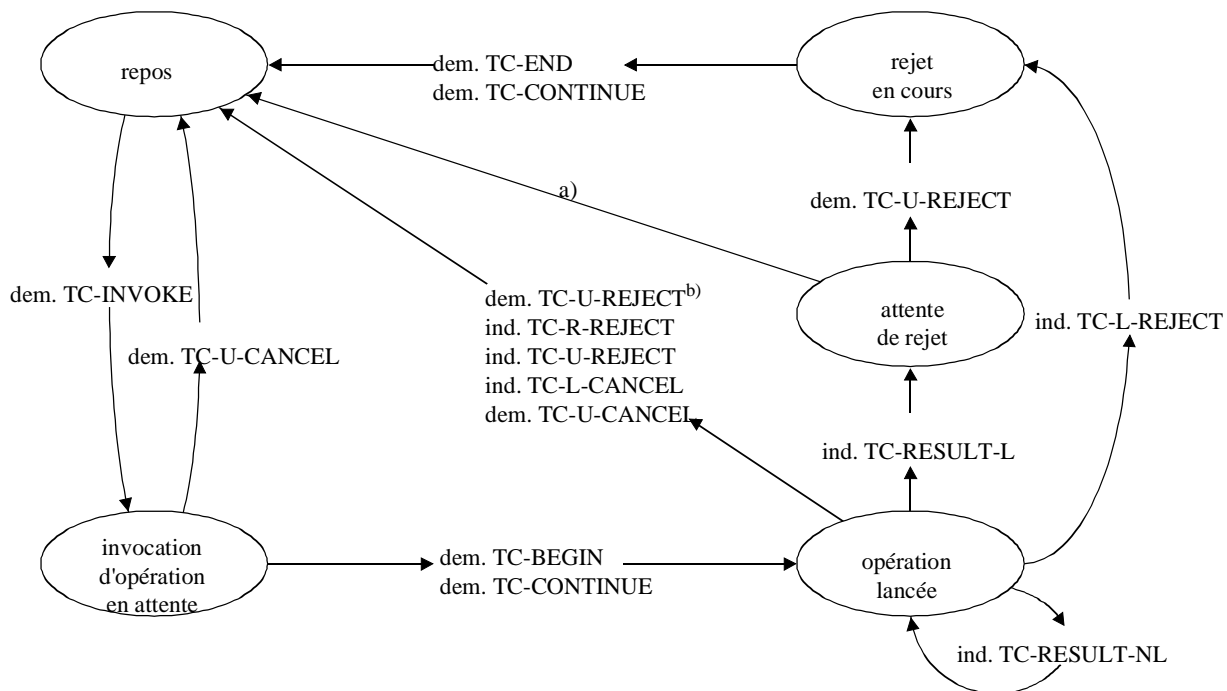 repos
dem. TC-END
dem. TC-CONTINUE
rejet
en cours
a)
dem. TC-U-REJECT
dem. TC-INVOKE
dem. TC-U-CANCEL
dem. TC-U-REJECT b)
ind. TC-R-REJECT
ind. TC-U-REJECT
ind. TC-L-CANCEL
dem. TC-U-CANCEL
attente
de rejet
ind. TC-L-REJECT
ind. TC-RESULT-L
invocation
d'opération
en attente
dem. TC-BEGIN
dem. TC-CONTINUE
opération
lancée
ind. TC-RESULT-NL